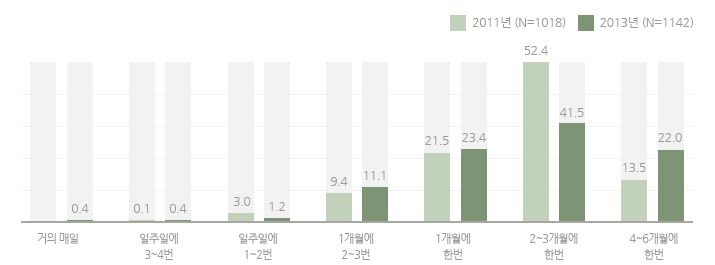 2011년 (N=1018) 2013년 (N=1142)
52.4
41.5
21.5 23.4 22.0
13.5
9.4 11.1
0.4 0.1 0.4 3.0 1.2
거의 매일 일주일에 일주일에 1개월에 1개월에 2~3개월에 4~6개월에
3~4번 1~2번 2~3번 한번 한번 한번